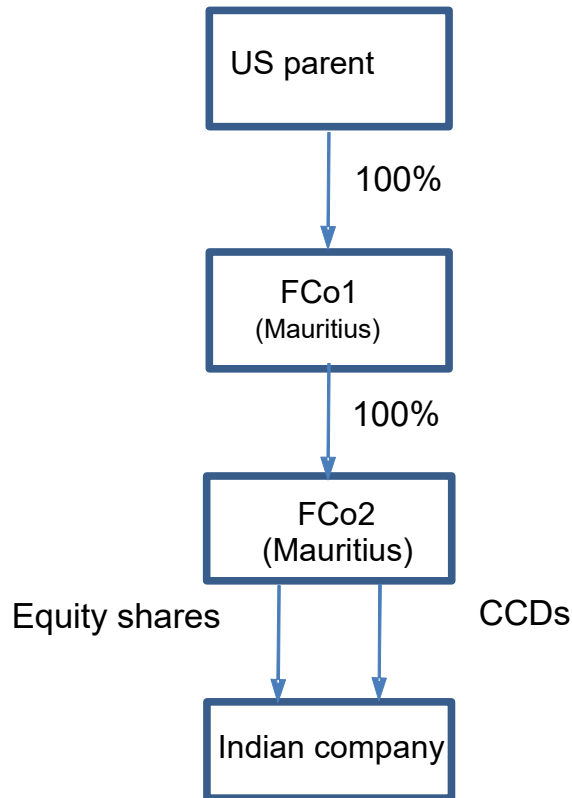 US parent
100%
FCo1
(Mauritius)
100%
FCo2
(Mauritius)
Equity shares
CCDs
Indian company